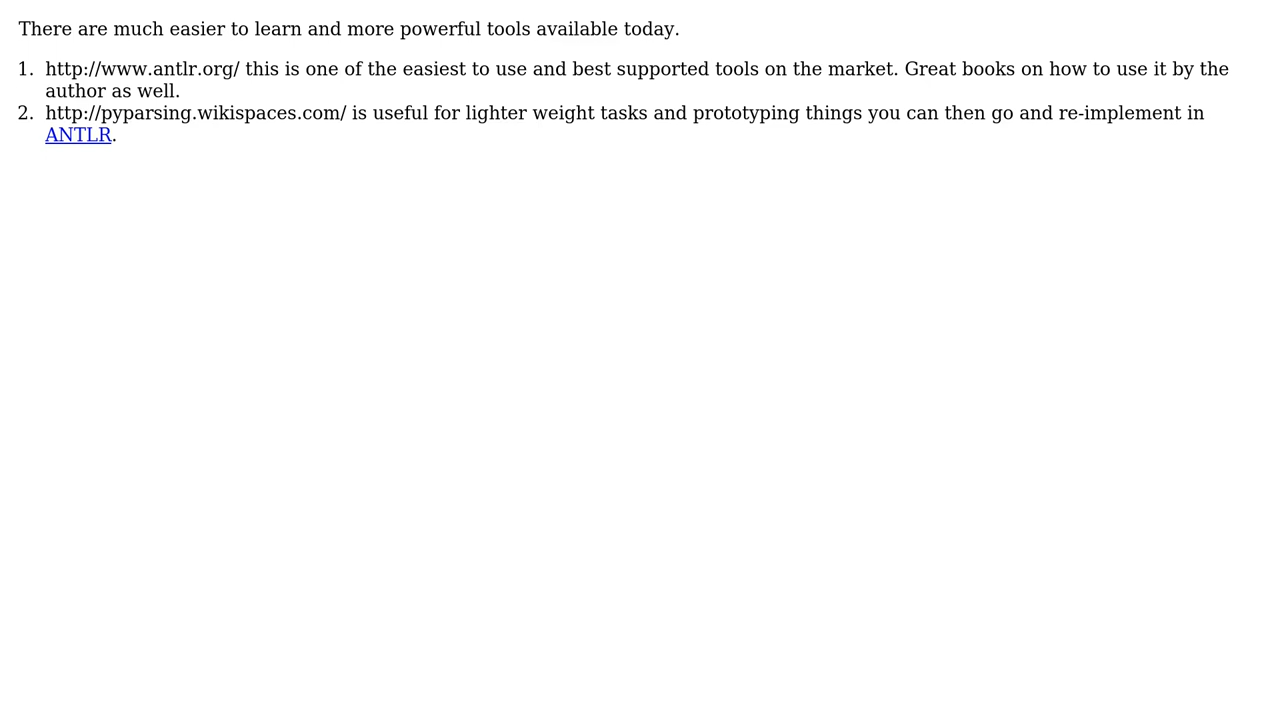 There are much easier to learn and more powerful tools available today.
1. http://www.antlr.org/ this is one of the easiest to use and best supported tools on the market. Great books on how to use it by the
author as well.
2. http://pyparsing.wikispaces.com/ is useful for lighter weight tasks and prototyping things you can then go and re-implement in
ANTLR.